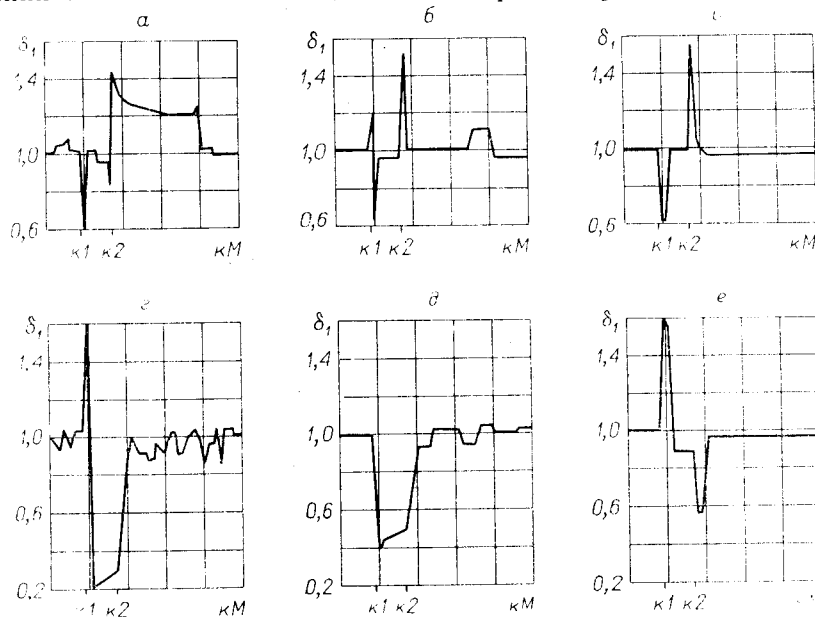 а б
δ₁ δ₁ δ₁
1,4 1,4 1,4
1,0 1,0 1,0
0,6 0,6 0,6
к1 к2 кМ к1 к2 кМ к1 к2 кМ
г д е
δ₁ δ₁ δ₁
1,4 1,4 1,4
1,0 1,0 1,0
0,6 0,6 0,6
0,2 0,2 0,2
к1 к2 кМ к1 к2 кМ к1 к2